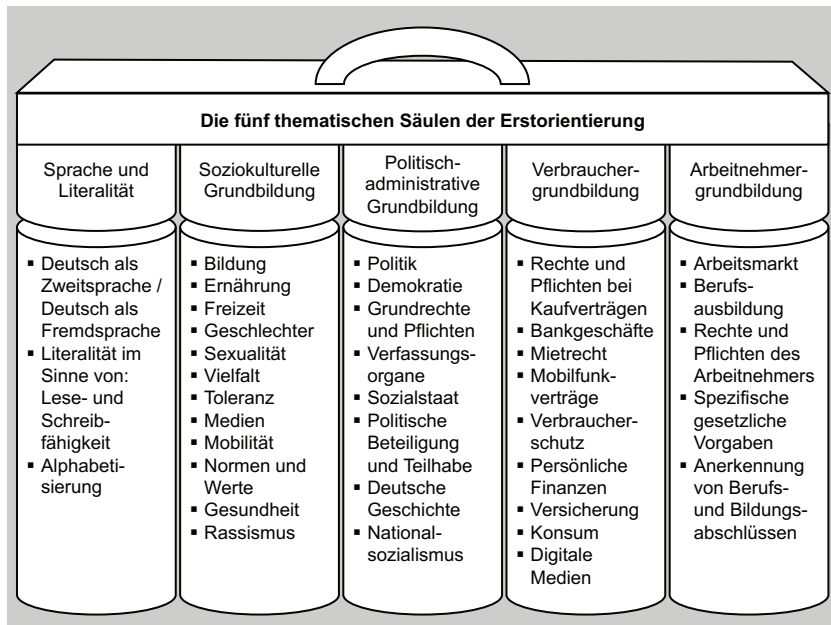 Die fünf thematischen Säulen der Erstorientierung
Sprache und
Literalität
▪ Deutsch als
Zweitsprache /
Deutsch als
Fremdsprache
▪ Literalität im
Sinne von:
Lese- und
Schreib-
fähigkeit
▪ Alphabeti-
sierung
Soziokulturelle
Grundbildung
▪ Bildung
▪ Ernährung
▪ Freizeit
▪ Geschlechter
▪ Sexualität
▪ Vielfalt
▪ Toleranz
▪ Medien
▪ Mobilität
▪ Normen und
Werte
▪ Gesundheit
▪ Rassismus
Politisch-
administrative
Grundbildung
▪ Politik
▪ Demokratie
▪ Grundrechte
und Pflichten
▪ Verfassungs-
organe
▪ Sozialstaat
▪ Politische
Beteiligung
und Teilhabe
▪ Deutsche
Geschichte
▪ National-
sozialismus
Verbraucher-
grundbildung
▪ Rechte und
Pflichten bei
Kaufverträgen
▪ Bankgeschäfte
▪ Mietrecht
▪ Mobilfunk-
verträge
▪ Verbraucher-
schutz
▪ Persönliche
Finanzen
▪ Versicherung
▪ Konsum
▪ Digitale
Medien
Arbeitnehmer-
grundbildung
▪ Arbeitsmarkt
▪ Berufs-
ausbildung
▪ Rechte und
Pflichten des
Arbeitnehmers
▪ Spezifische
gesetzliche
Vorgaben
▪ Anerkennung
von Berufs-
und Bildungs-
abschlüssen